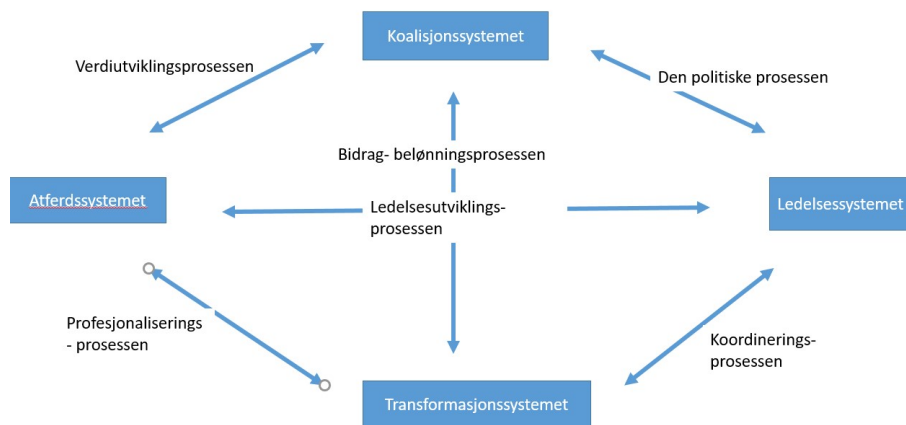 Koalisjonssystemet
Verdiutviklingsprosessen
Den politiske prosessen
Bidrag- belønningsprosessen
Atferdssystemet
Ledelsesutviklings-
prosessen
Ledelsessystemet
Profesjonaliserings
- prosessen
Koordinerings-
prosessen
Transformasjonssystemet